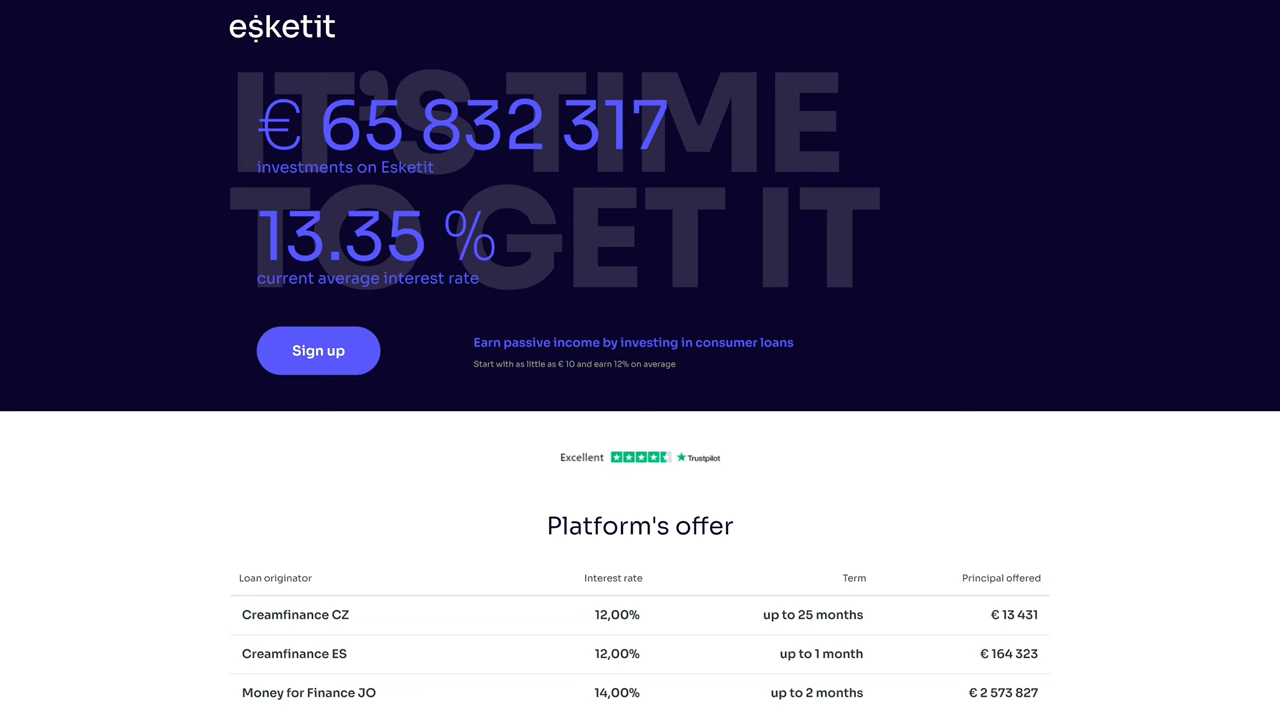 esketit
IT'S TIME
TO GET IT
€ 65 832 317
investments on Esketit
13.35 %
current average interest rate
Sign up
Earn passive income by investing in consumer loans
Start with as little as € 10 and earn 12% on average
Excellent Trustpilot
Platform's offer
Loan originator Interest rate Term Principal offered
Creamfinance CZ 12,00% up to 25 months € 13 431
Creamfinance ES 12,00% up to 1 month € 164 323
Money for Finance JO 14,00% up to 2 months € 2 573 827